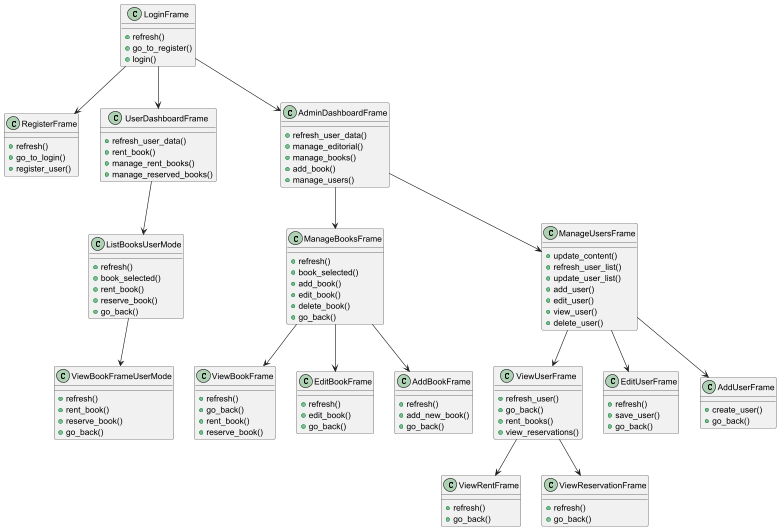 C LoginFrame
refresh()
go_to_register()
login()
C RegisterFrame
refresh()
go_to_login()
register_user()
C UserDashboardFrame
refresh_user_data()
rent_book()
manage_rent_books()
manage_reserved_books()
C AdminDashboardFrame
refresh_user_data()
manage_editorial()
manage_books()
add_book()
manage_users()
C ListBooksUserMode
refresh()
book_selected()
rent_book()
reserve_book()
go_back()
C ManageBooksFrame
refresh()
book_selected()
add_book()
edit_book()
delete_book()
go_back()
C ManageUsersFrame
update_content()
refresh_user_list()
update_user_list()
add_user()
edit_user()
view_user()
delete_user()
C ViewBookFrameUserMode
refresh()
rent_book()
reserve_book()
go_back()
C ViewBookFrame
refresh()
go_back()
rent_book()
reserve_book()
C EditBookFrame
refresh()
edit_book()
go_back()
C AddBookFrame
refresh()
add_new_book()
go_back()
C ViewUserFrame
refresh_user()
go_back()
rent_books()
view_reservations()
C EditUserFrame
refresh()
save_user()
go_back()
C AddUserFrame
create_user()
go_back()
C ViewRentFrame
refresh()
go_back()
C ViewReservationFrame
refresh()
go_back()